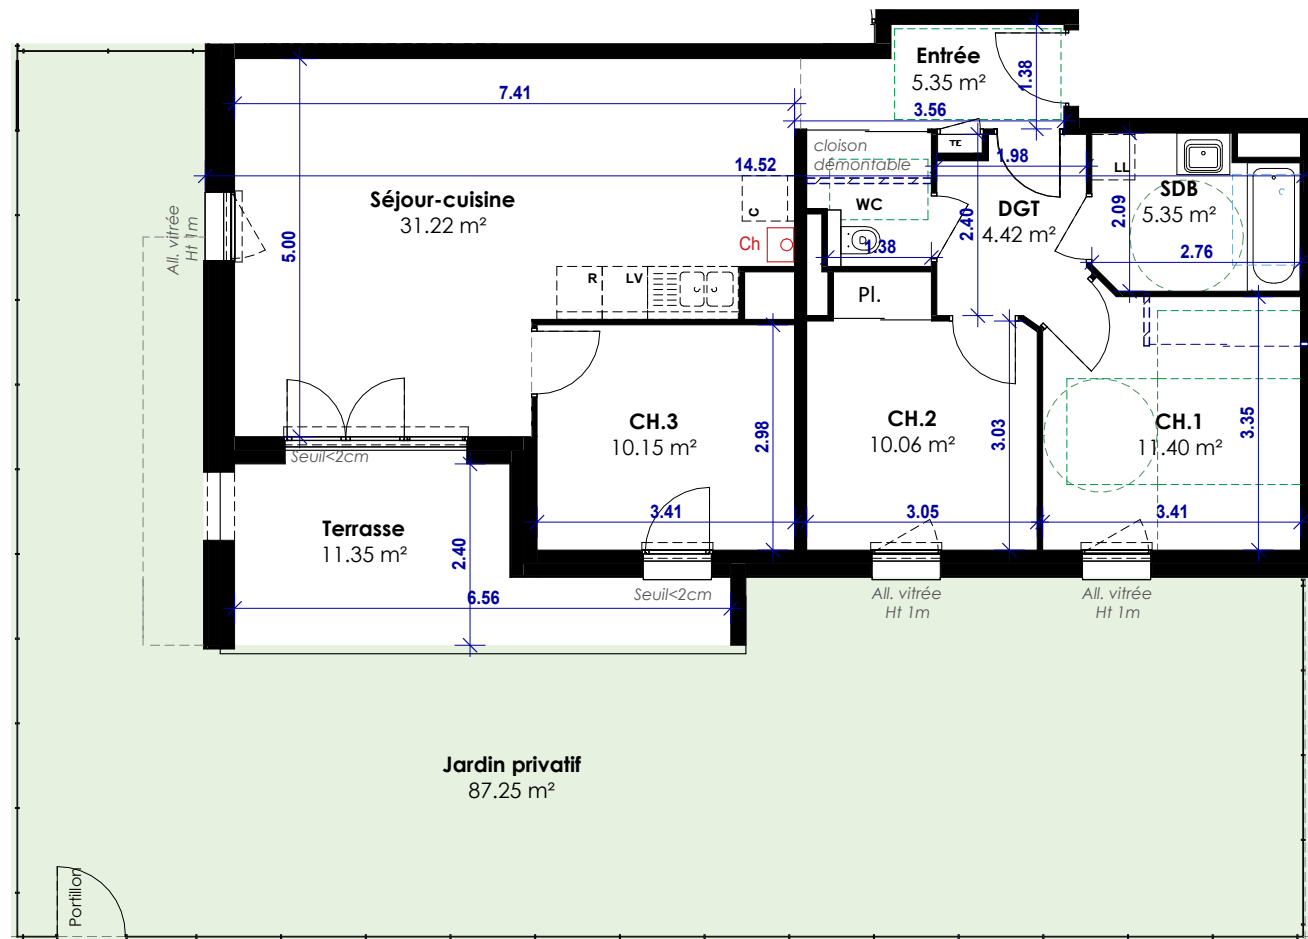 Entrée
5.35 m²
1.38
7.41
3.56
cloison
démontable
TE
1.98
14.52
LL
SDB
5.35 m²
2.09
2.76
Séjour-cuisine
31.22 m²
C
Ch
WC
1.38
2.40
DGT
4.42 m²
All. vitrée
Ht 1m
5.00
R
LV
Pl.
CH.3
10.15 m²
2.98
3.41
CH.2
10.06 m²
3.03
3.05
CH.1
11.40 m²
3.35
3.41
Seuil<2cm
Terrasse
11.35 m²
2.40
6.56
Seuil<2cm
All. vitrée
Ht 1m
All. vitrée
Ht 1m
Jardin privatif
87.25 m²
Portillon